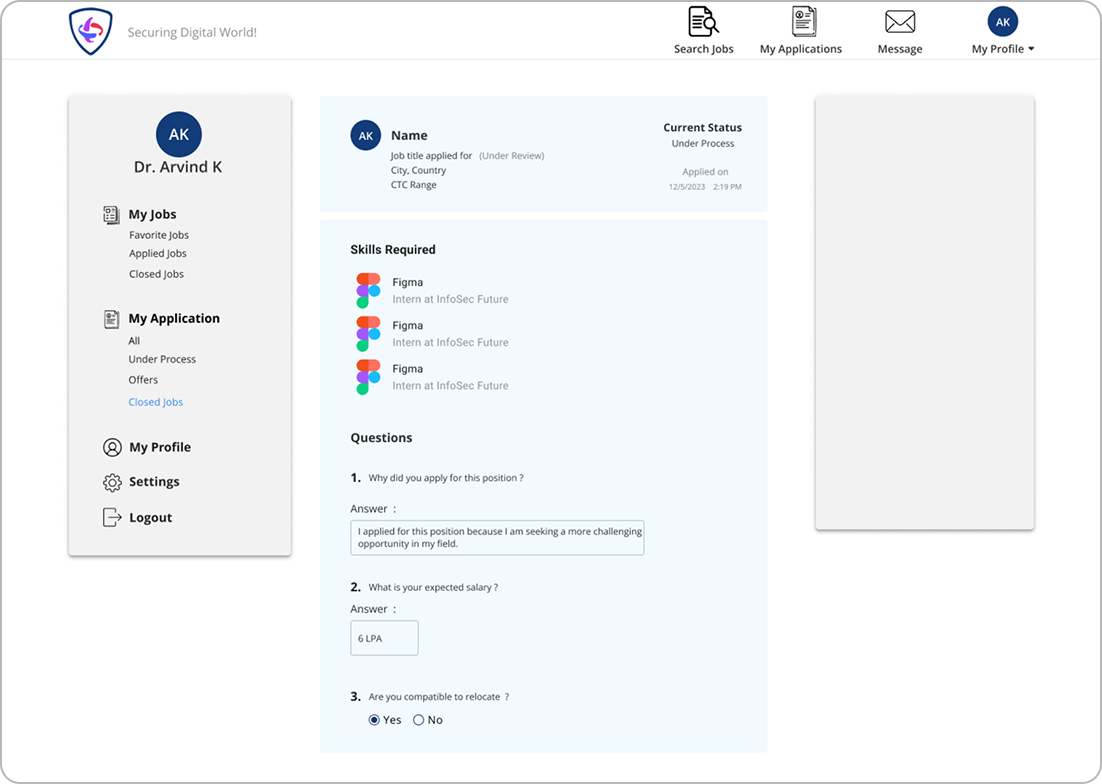 Securing Digital World!
Search Jobs
My Applications
Message
AK
My Profile
AK
Dr. Arvind K
My Jobs
Favorite Jobs
Applied Jobs
Closed Jobs
My Application
All
Under Process
Offers
Closed Jobs
My Profile
Settings
Logout
AK
Name
Job title applied for (Under Review)
City, Country
CTC Range
Current Status
Under Process
Applied on
12/5/2023 2:19 PM
Skills Required
Figma
Intern at InfoSec Future
Figma
Intern at InfoSec Future
Figma
Intern at InfoSec Future
Questions
1. Why did you apply for this position ?
Answer :
I applied for this position because I am seeking a more challenging
opportunity in my field.
2. What is your expected salary ?
Answer :
6 LPA
3. Are you compatible to relocate ?
Yes No